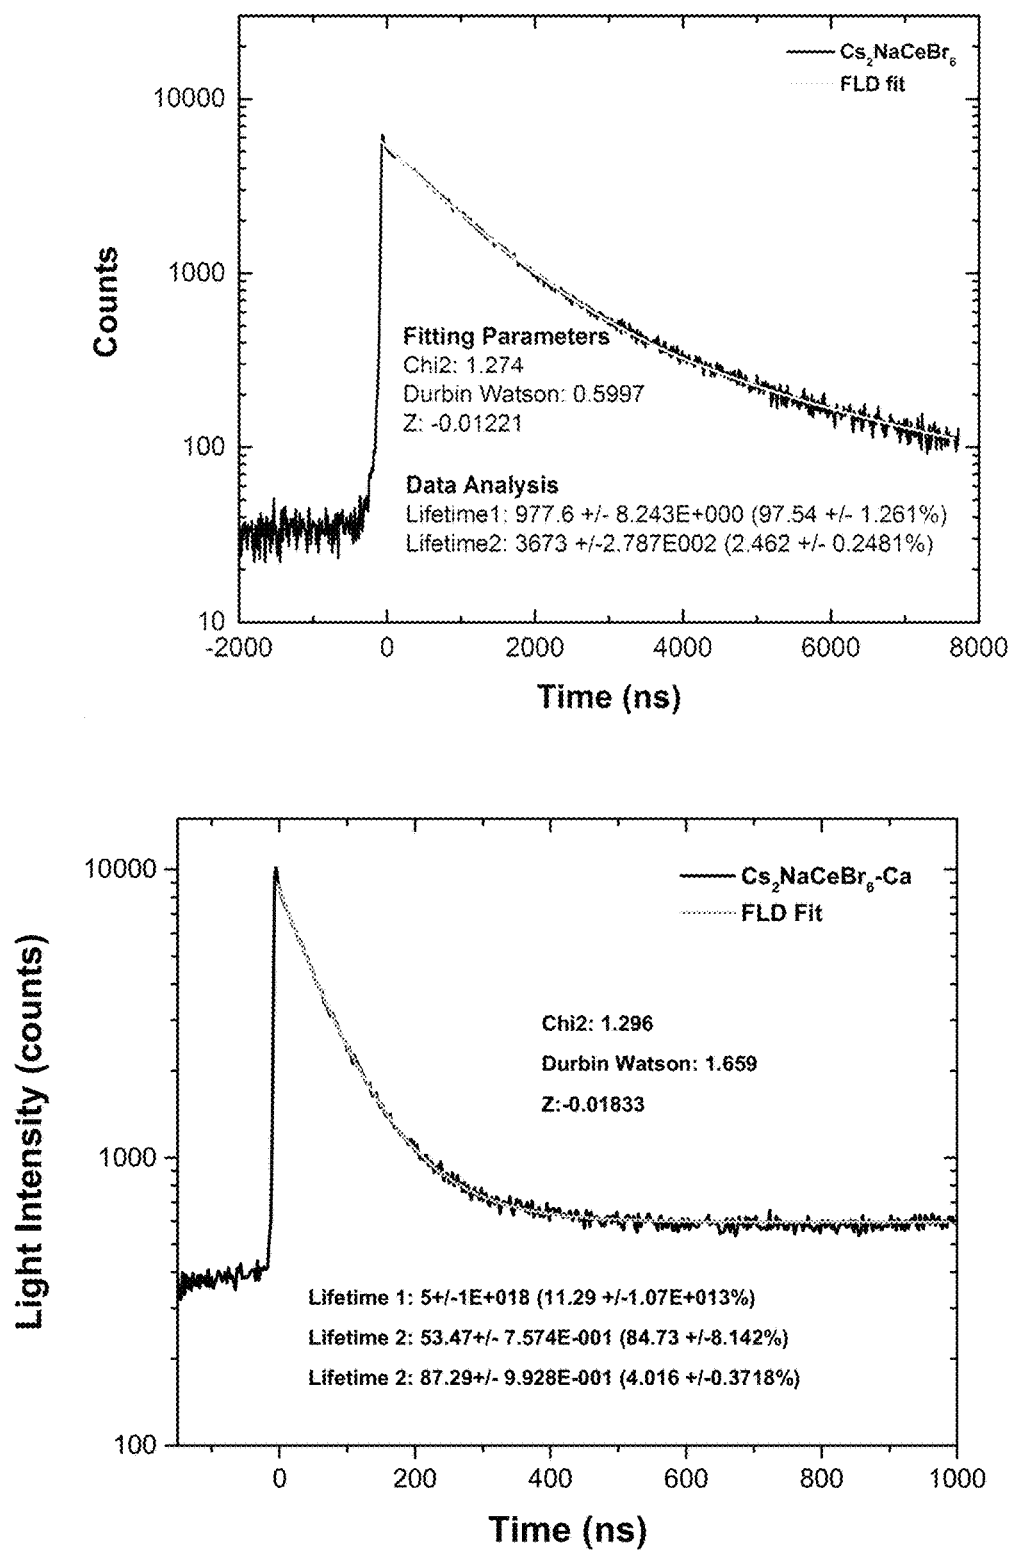 Cs₂NaCeBr₆
FLD fit
10000
1000
100
10
Counts
Fitting Parameters
Chi2: 1.274
Durbin Watson: 0.5997
Z: -0.01221
Data Analysis
Lifetime1: 977.6 +/- 8.243E+000 (97.54 +/- 1.261%)
Lifetime2: 3673 +/-2.787E002 (2.462 +/- 0.2481%)
-2000 0 2000 4000 6000 8000
Time (ns)
Cs₂NaCeBr₆-Ca
FLD Fit
10000
1000
100
Light Intensity (counts)
Chi2: 1.296
Durbin Watson: 1.659
Z:-0.01833
Lifetime 1: 5+/-1E+018 (11.29 +/-1.07E+013%)
Lifetime 2: 53.47+/- 7.574E-001 (84.73 +/-8.142%)
Lifetime 2: 87.29+/- 9.928E-001 (4.016 +/-0.3718%)
0 200 400 600 800 1000
Time (ns)